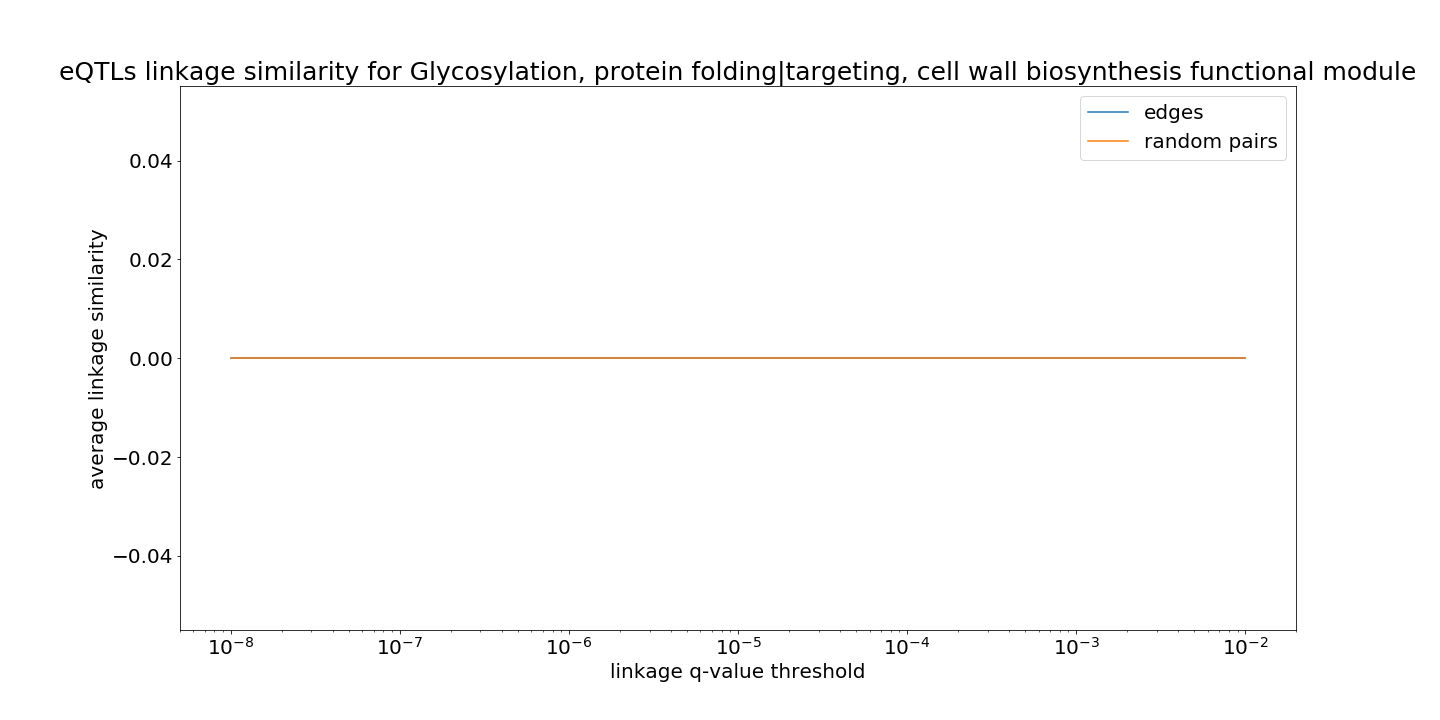 eQTLs linkage similarity for Glycosylation, protein folding|targeting, cell wall biosynthesis functional module
edges
random pairs
average linkage similarity
0.04
0.02
0.00
−0.02
−0.04
10⁻⁸ 10⁻⁷ 10⁻⁶ 10⁻⁵ 10⁻⁴ 10⁻³ 10⁻²
linkage q-value threshold